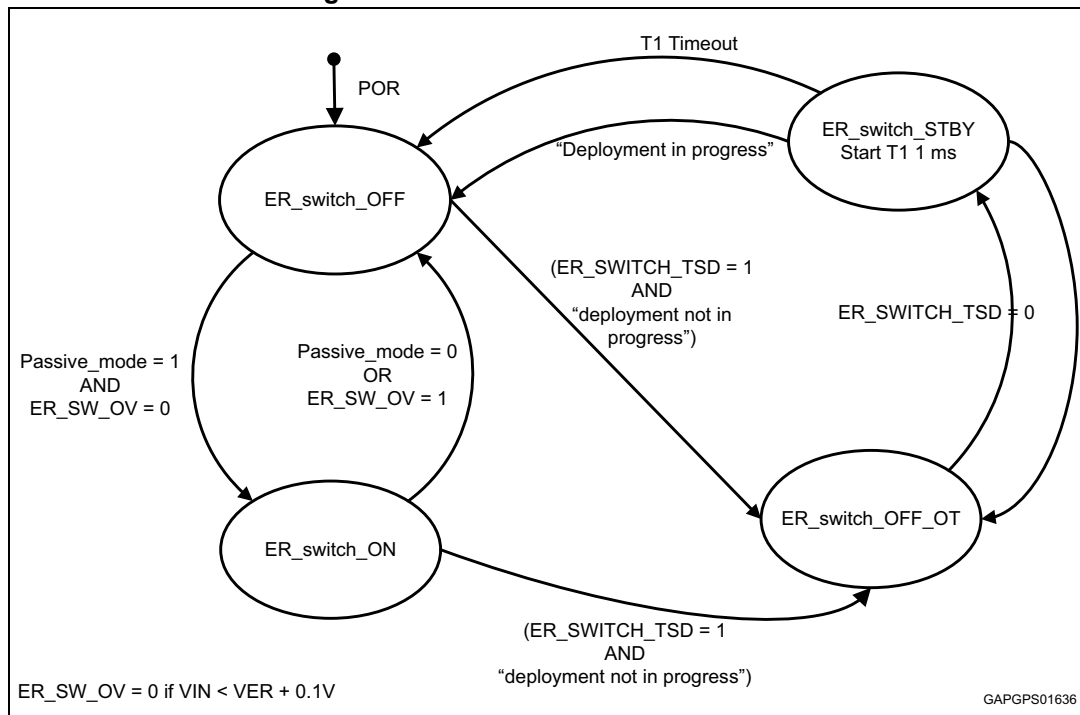 T1 Timeout
POR
ER_switch_STBY
Start T1 1 ms
“Deployment in progress”
ER_switch_OFF
(ER_SWITCH_TSD = 1
AND
“deployment not in
progress”)
ER_SWITCH_TSD = 0
Passive_mode = 1
AND
ER_SW_OV = 0
Passive_mode = 0
OR
ER_SW_OV = 1
ER_switch_OFF_OT
ER_switch_ON
(ER_SWITCH_TSD = 1
AND
“deployment not in progress”)
ER_SW_OV = 0 if VIN < VER + 0.1V
GAPGPS01636